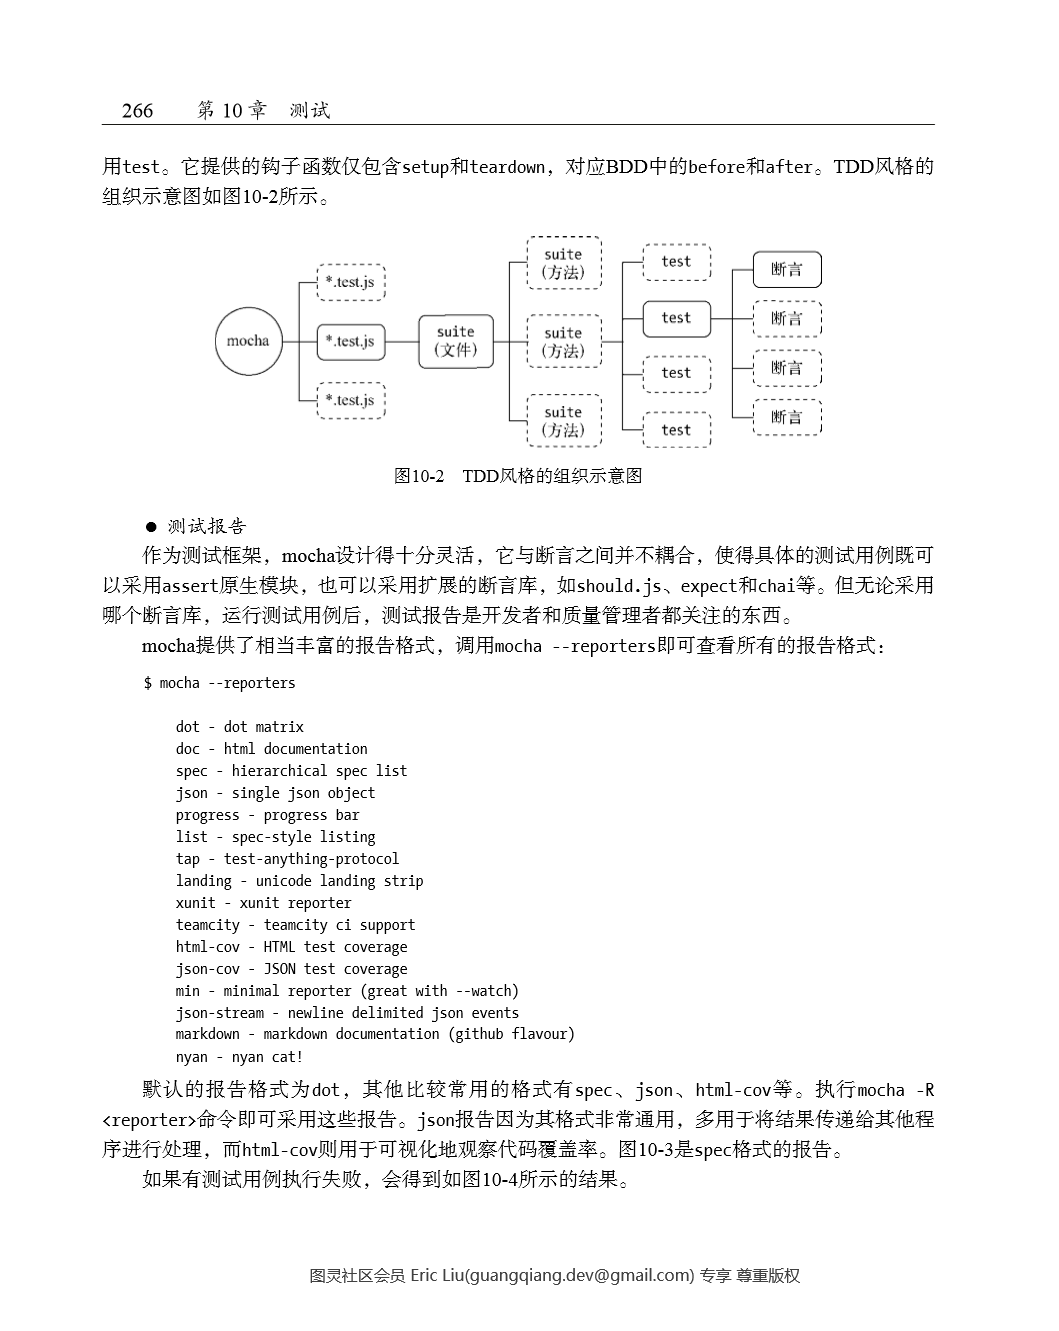 266 第 10 章 测试
用test。它提供的钩子函数仅包含setup和teardown，对应BDD中的before和after。TDD风格的
组织示意图如图10-2所示。
mocha
*.test.js
*.test.js
*.test.js
suite
(文件)
suite
(方法)
suite
(方法)
suite
(方法)
test
test
test
test
断言
断言
断言
断言
图10-2 TDD风格的组织示意图
● 测试报告
作为测试框架，mocha设计得十分灵活，它与断言之间并不耦合，使得具体的测试用例既可
以采用assert原生模块，也可以采用扩展的断言库，如should.js、expect和chai等。但无论采用
哪个断言库，运行测试用例后，测试报告是开发者和质量管理者都关注的东西。
mocha提供了相当丰富的报告格式，调用mocha --reporters即可查看所有的报告格式：
$ mocha --reporters
dot - dot matrix
doc - html documentation
spec - hierarchical spec list
json - single json object
progress - progress bar
list - spec-style listing
tap - test-anything-protocol
landing - unicode landing strip
xunit - xunit reporter
teamcity - teamcity ci support
html-cov - HTML test coverage
json-cov - JSON test coverage
min - minimal reporter (great with --watch)
json-stream - newline delimited json events
markdown - markdown documentation (github flavour)
nyan - nyan cat!
默认的报告格式为dot，其他比较常用的格式有spec、json、html-cov等。执行mocha -R
<reporter>命令即可采用这些报告。json报告因为其格式非常通用，多用于将结果传递给其他程
序进行处理，而html-cov则用于可视化地观察代码覆盖率。图10-3是spec格式的报告。
如果有测试用例执行失败，会得到如图10-4所示的结果。
图灵社区会员 Eric Liu(guangqiang.dev@gmail.com) 专享 尊重版权